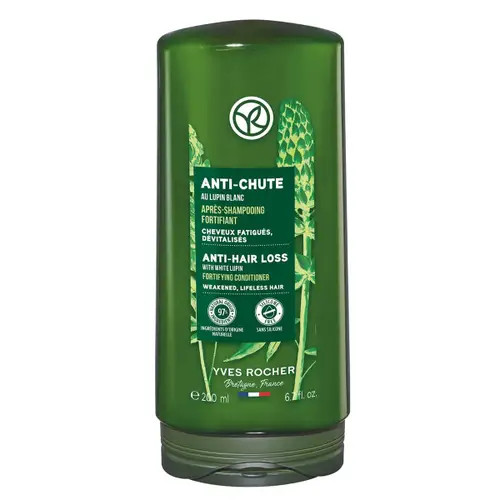 ANTI-CHUTE
AU LUPIN BLANC
APRÈS-SHAMPOOING
FORTIFIANT
CHEVEUX FATIGUÉS,
DÉVITALISÉS
ANTI-HAIR LOSS
WITH WHITE LUPIN
FORTIFYING CONDITIONER
WEAKENED, LIFELESS HAIR
97%
SILICONE
FREE
INGRÉDIENTS D'ORIGINE
NATURELLE
SANS SILICONE
YVES ROCHER
Bretagne, France
e 200 ml
6.7 fl. oz.